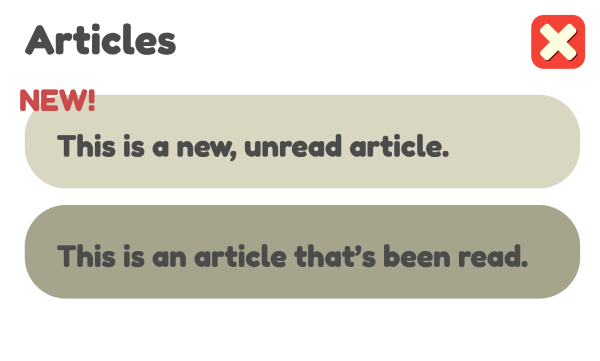 Articles
NEW!
This is a new, unread article.
This is an article that’s been read.